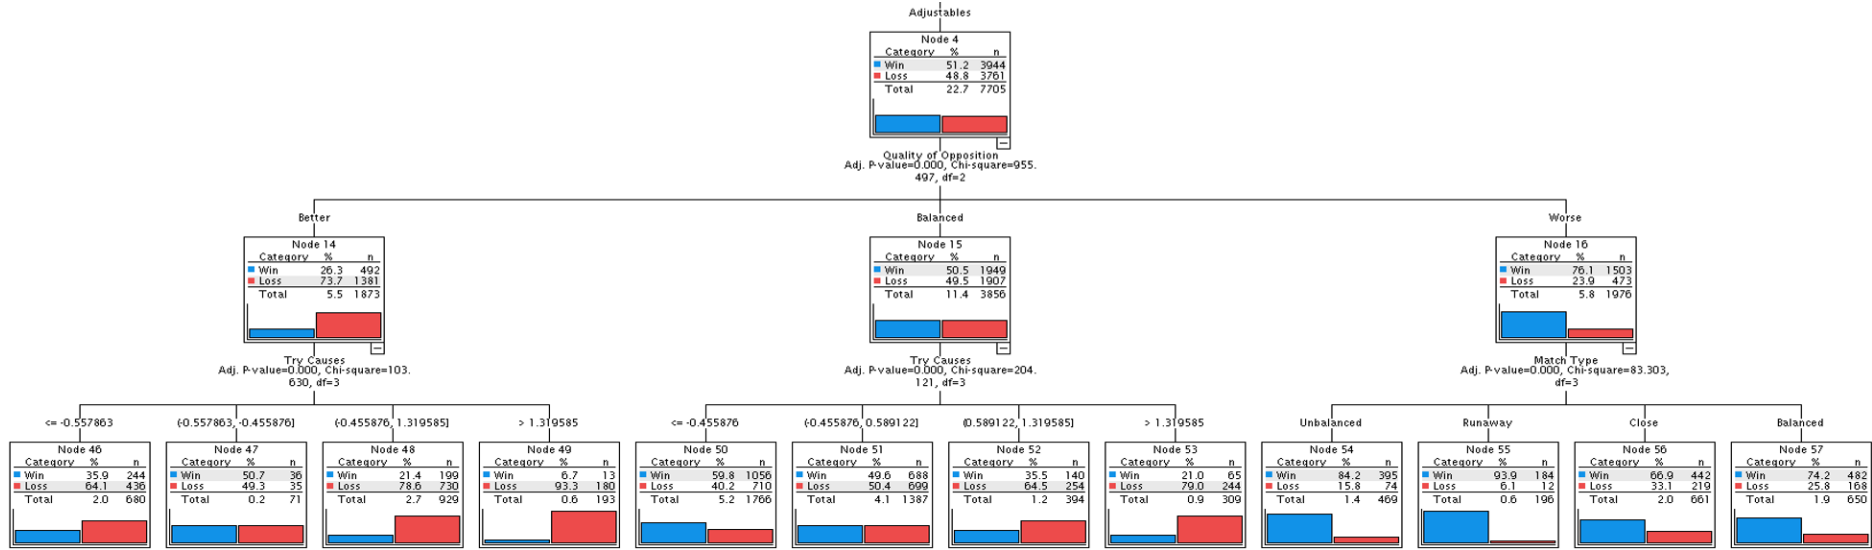 Adjustables
Node 4
Category % n
Win 51.2 3944
Loss 48.8 3761
Total 22.7 7705
Quality of Opposition
Adj. P-value=0.000, Chi-square=955.
497, df=2
Better
Balanced
Worse
Node 14
Category % n
Win 26.3 492
Loss 73.7 1381
Total 5.5 1873
Node 15
Category % n
Win 50.5 1949
Loss 49.5 1907
Total 11.4 3856
Node 16
Category % n
Win 76.1 1503
Loss 23.9 473
Total 5.8 1976
Try Causes
Adj. P-value=0.000, Chi-square=103.
630, df=3
Try Causes
Adj. P-value=0.000, Chi-square=204.
121, df=3
Match Type
Adj. P-value=0.000, Chi-square=83.303,
df=3
<= -0.557863
(-0.557863, -0.455876]
(-0.455876, 1.319585]
> 1.319585
<= -0.455876
(-0.455876, 0.589122]
(0.589122, 1.319585]
> 1.319585
Unbalanced
Runaway
Close
Balanced
Node 46
Category % n
Win 35.9 244
Loss 64.1 436
Total 2.0 680
Node 47
Category % n
Win 50.7 36
Loss 49.3 35
Total 0.2 71
Node 48
Category % n
Win 21.4 199
Loss 78.6 730
Total 2.7 929
Node 49
Category % n
Win 6.7 13
Loss 93.3 180
Total 0.6 193
Node 50
Category % n
Win 59.8 1056
Loss 40.2 710
Total 5.2 1766
Node 51
Category % n
Win 49.6 688
Loss 50.4 699
Total 4.1 1387
Node 52
Category % n
Win 35.5 140
Loss 64.5 254
Total 1.2 394
Node 53
Category % n
Win 21.0 65
Loss 79.0 244
Total 0.9 309
Node 54
Category % n
Win 84.2 395
Loss 15.8 74
Total 1.4 469
Node 55
Category % n
Win 93.9 184
Loss 6.1 12
Total 0.6 196
Node 56
Category % n
Win 66.9 442
Loss 33.1 219
Total 2.0 661
Node 57
Category % n
Win 74.2 482
Loss 25.8 168
Total 1.9 650